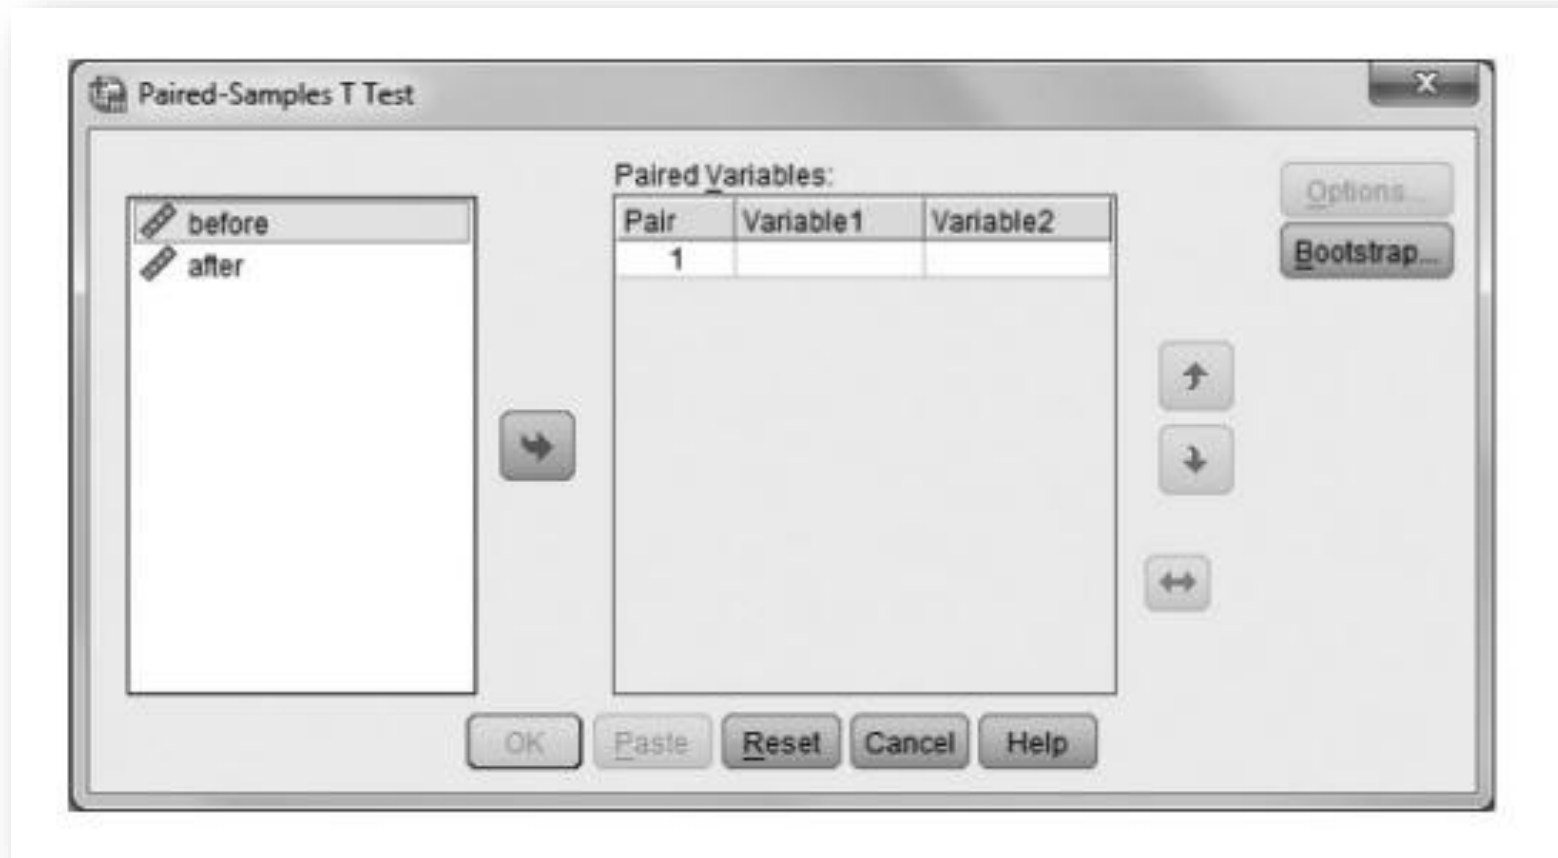 Paired-Samples T Test
before
after
Paired Variables:
Pair Variable1 Variable2
1
Options...
Bootstrap...
OK Paste Reset Cancel Help